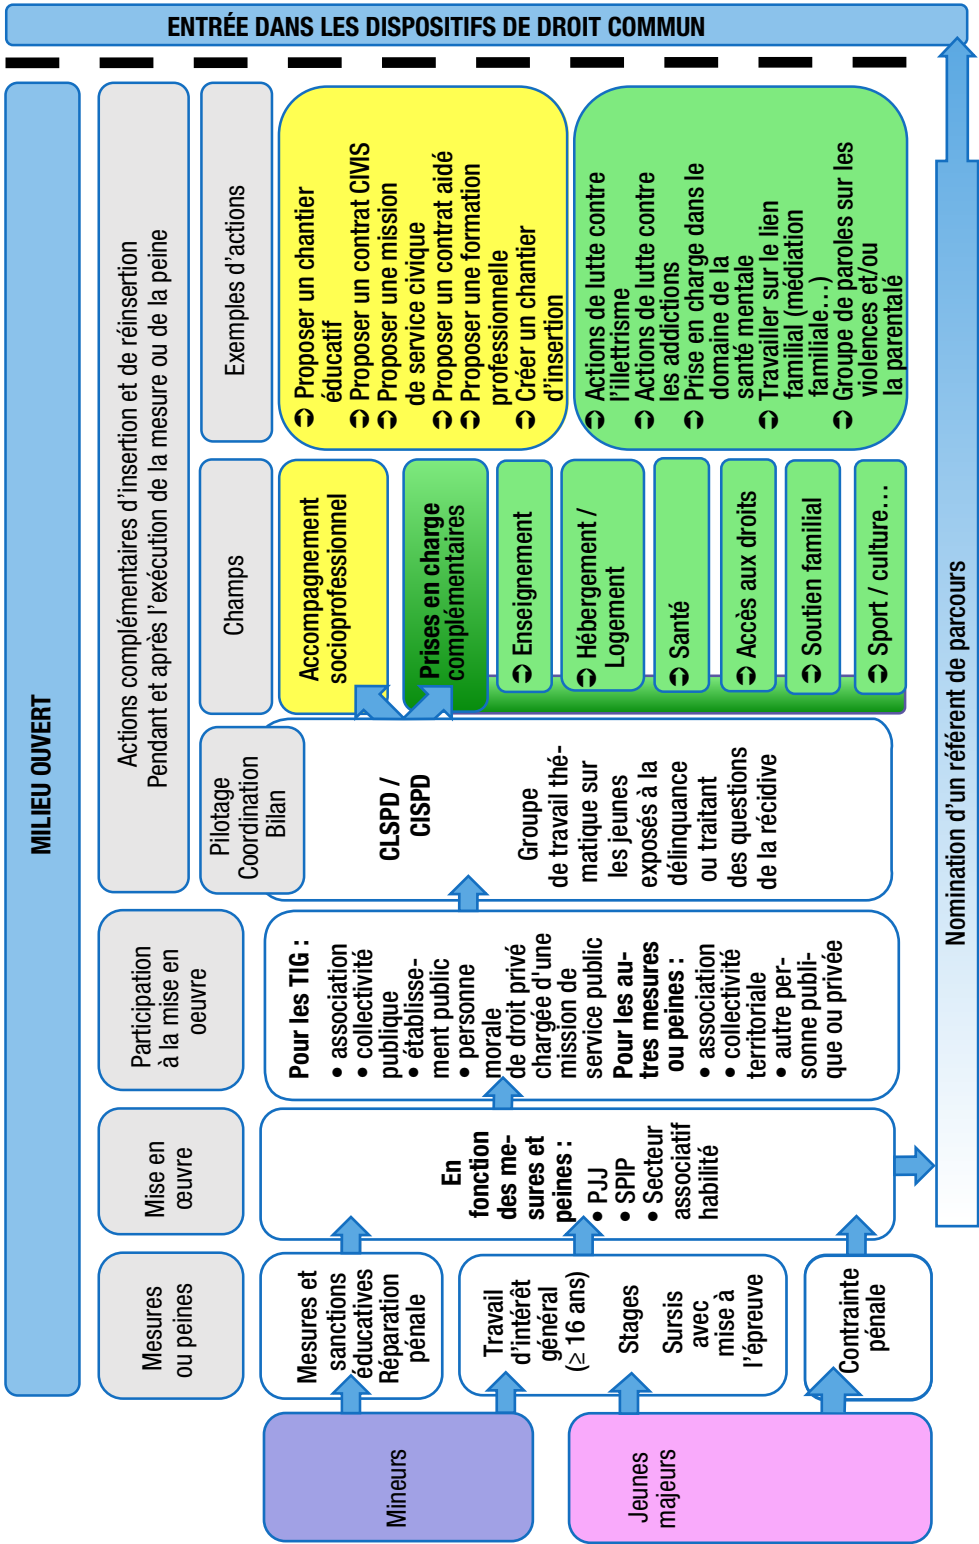 MILIEU OUVERT
Mesures
ou peines
Mise en
œuvre
Participation
à la mise en
oeuvre
Actions complémentaires d'insertion et de réinsertion
Pendant et après l'exécution de la mesure ou de la peine
Pilotage
Coordination
Bilan
Champs
Exemples d'actions
Mineurs
Jeunes
majeurs
Mesures et
sanctions
éducatives
Réparation
pénale
Travail
d'intérêt
général
(≥ 16 ans)
Stages
Sursis
avec
mise à
l'épreuve
Contrainte
pénale
En
fonction
des me-
sures et
peines :
• PJJ
• SPIP
• Secteur
associatif
habilité
Pour les TIG :
• association
• collectivité
publique
• établisse-
ment public
• personne
morale
de droit privé
chargée d'une
mission de
service public
Pour les au-
tres mesures
ou peines :
• association
• collectivité
territoriale
• autre per-
sonne publi-
que ou privée
CLSPD /
CISPD
Groupe
de travail thé-
matique sur
les jeunes
exposés à la
délinquance
ou traitant
des questions
de la récidive
Accompagnement
socioprofessionnel
Prises en charge
complémentaires
➲ Enseignement
➲ Hébergement /
Logement
➲ Santé
➲ Accès aux droits
➲ Soutien familial
➲ Sport / culture…
➲ Proposer un chantier
éducatif
➲ Proposer un contrat CIVIS
➲ Proposer une mission
de service civique
➲ Proposer un contrat aidé
➲ Proposer une formation
professionnelle
➲ Créer un chantier
d'insertion
➲ Actions de lutte contre
l'illettrisme
➲ Actions de lutte contre
les addictions
➲ Prise en charge dans le
domaine de la
santé mentale
➲ Travailler sur le lien
familial (médiation
familiale…)
➲ Groupe de paroles sur les
violences et/ou
la parentalé
Nomination d'un référent de parcours
ENTRÉE DANS LES DISPOSITIFS DE DROIT COMMUN